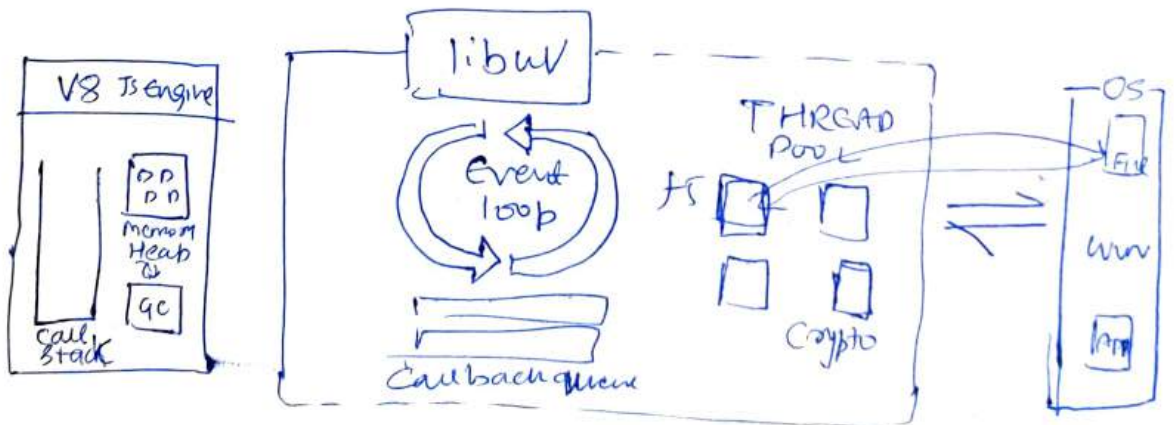 V8 JS Engine
Memory
Heap
GC
Call
Stack
libuv
Event
loop
Callback queue
THREAD
POOL
fs
Crypto
OS
File
www